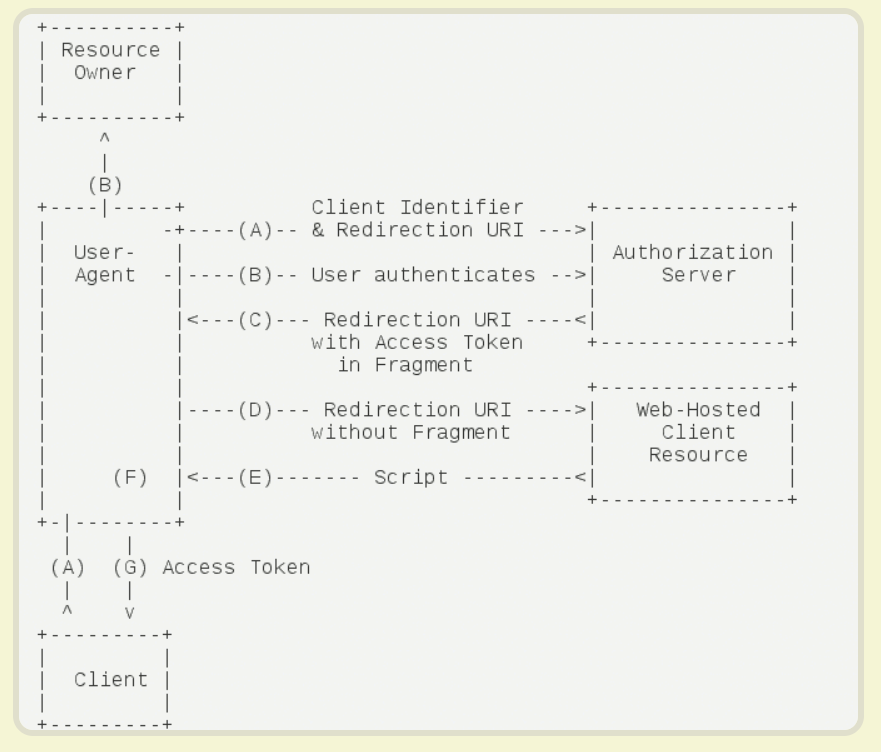 +----------+
| Resource |
|  Owner   |
|          |
+----------+
     ^
     |
    (B)
+----|-----+          Client Identifier     +---------------+
|         -+----(A)-- & Redirection URI --->|               |
|  User-   |                                | Authorization |
|  Agent  -|----(B)-- User authenticates -->|     Server    |
|          |                                |               |
|          |<---(C)--- Redirection URI ----<|               |
|          |          with Access Token     +---------------+
|          |            in Fragment
|          |                                +---------------+
|          |----(D)--- Redirection URI ---->|   Web-Hosted  |
|          |          without Fragment      |     Client    |
|          |                                |    Resource   |
|     (F)  |<---(E)------- Script ---------<|               |
|          |                                +---------------+
+-|--------+
  |    |
 (A)  (G) Access Token
  |    |
  ^    v
+---------+
|         |
|  Client |
|         |
+---------+